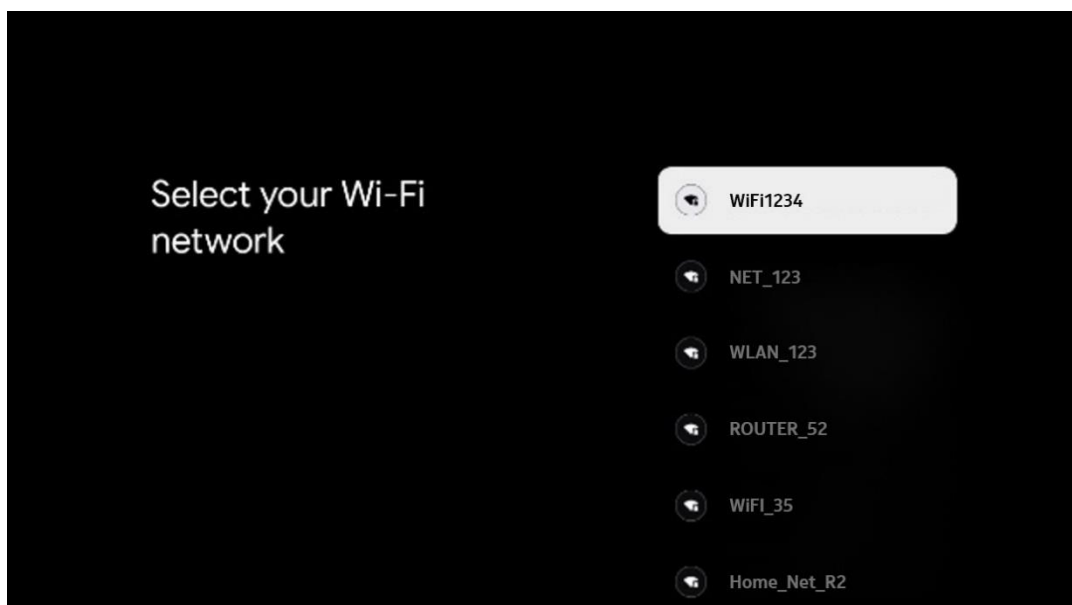 Select your Wi-Fi
network
WiFi1234
NET_123
WLAN_123
ROUTER_52
WiFI_35
Home_Net_R2